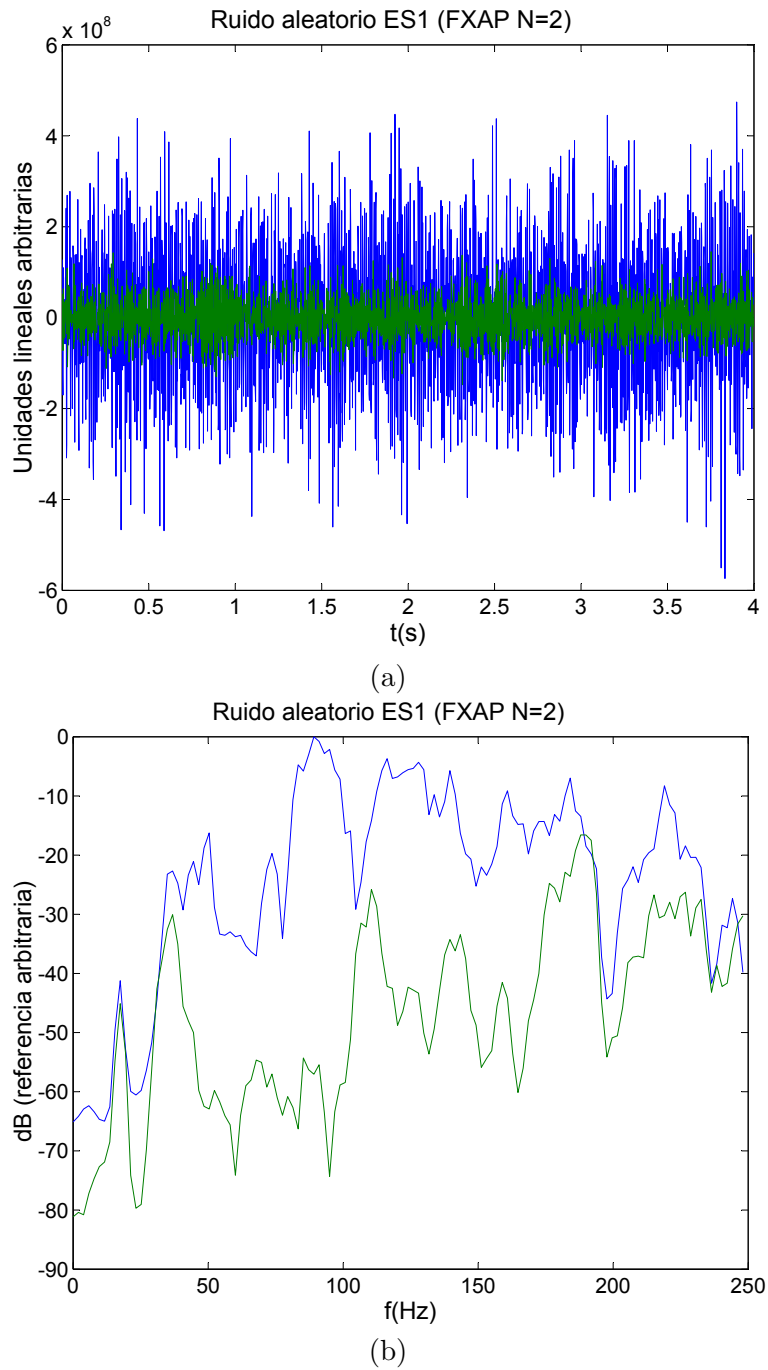 Ruido aleatorio ES1 (FXAP N=2)
x 10^8
6
4
2
0
-2
-4
-6
Unidades lineales arbitrarias
0 0.5 1 1.5 2 2.5 3 3.5 4
t(s)
(a)
Ruido aleatorio ES1 (FXAP N=2)
0
-10
-20
-30
-40
-50
-60
-70
-80
-90
dB (referencia arbitraria)
0 50 100 150 200 250
f(Hz)
(b)